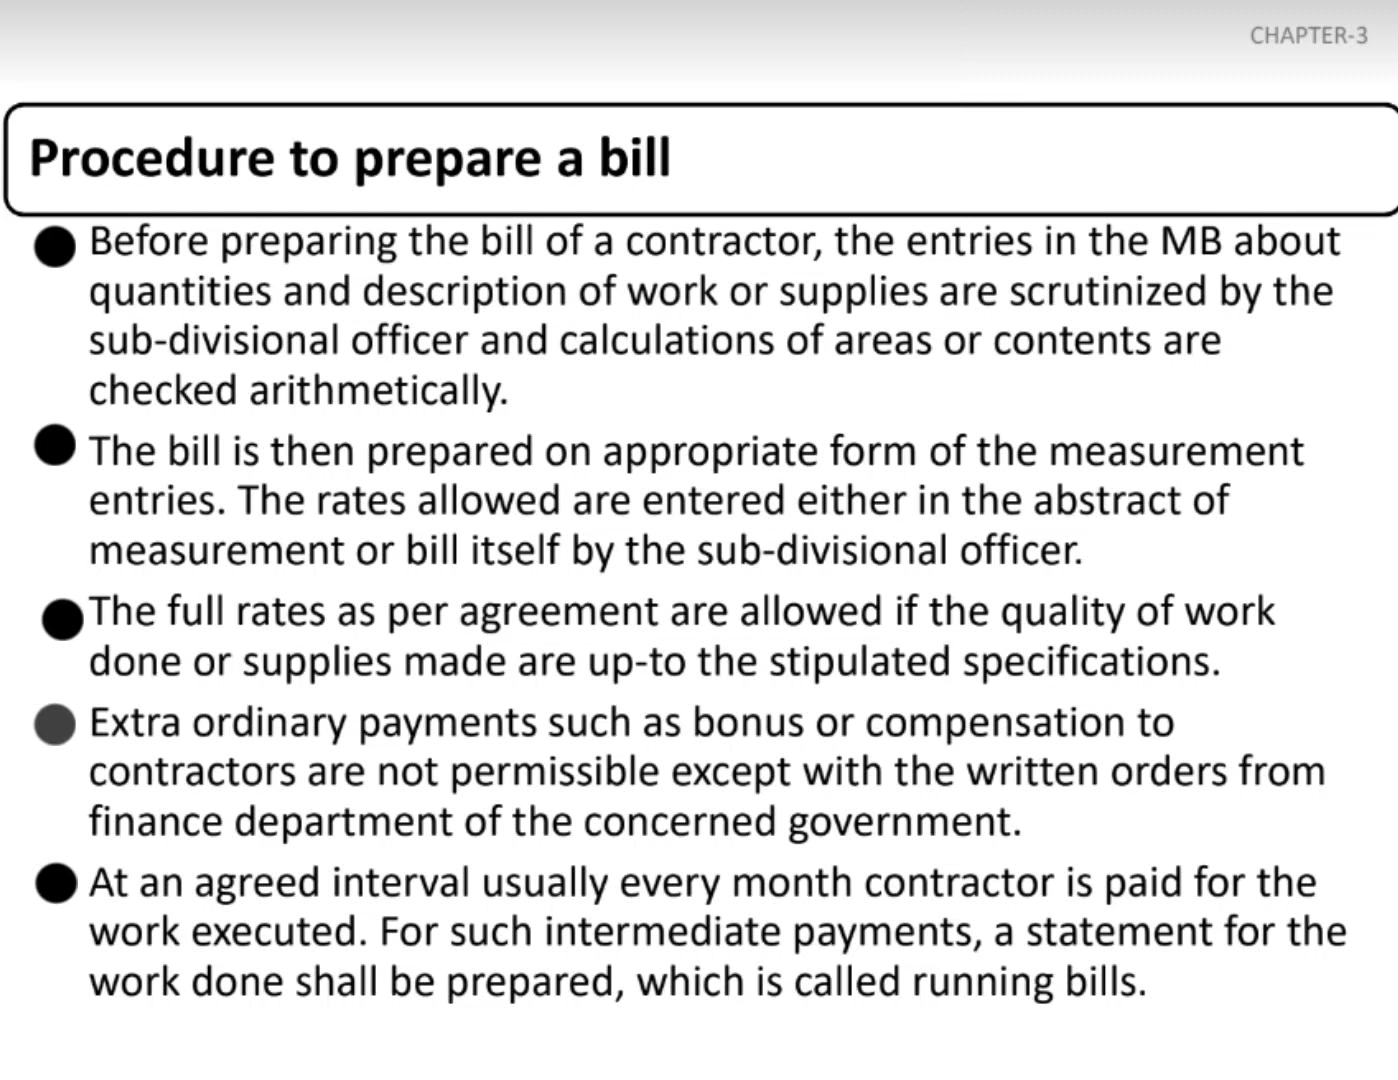 CHAPTER-3
Procedure to prepare a bill
Before preparing the bill of a contractor, the entries in the MB about
quantities and description of work or supplies are scrutinized by the
sub-divisional officer and calculations of areas or contents are
checked arithmetically.
The bill is then prepared on appropriate form of the measurement
entries. The rates allowed are entered either in the abstract of
measurement or bill itself by the sub-divisional officer.
The full rates as per agreement are allowed if the quality of work
done or supplies made are up-to the stipulated specifications.
Extra ordinary payments such as bonus or compensation to
contractors are not permissible except with the written orders from
finance department of the concerned government.
At an agreed interval usually every month contractor is paid for the
work executed. For such intermediate payments, a statement for the
work done shall be prepared, which is called running bills.